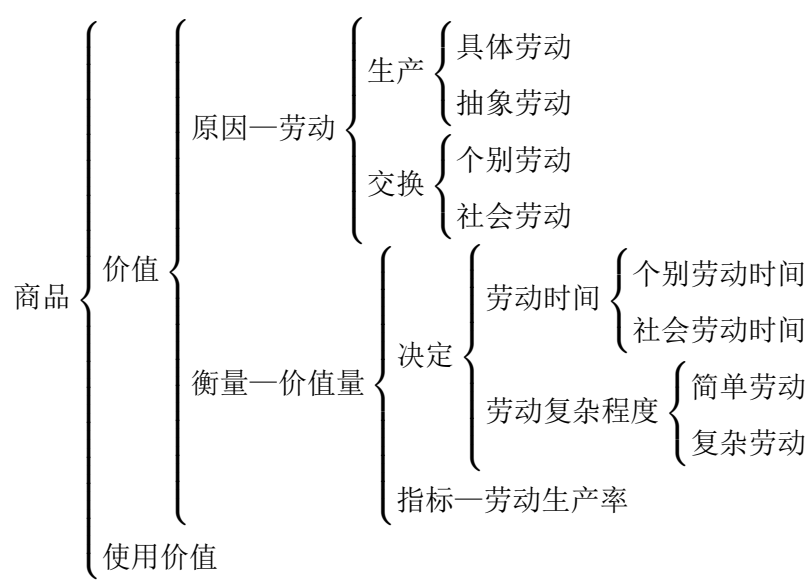 具体劳动
生产
抽象劳动
原因—劳动
个别劳动
交换
社会劳动
价值
个别劳动时间
劳动时间
社会劳动时间
商品
决定
衡量—价值量
简单劳动
劳动复杂程度
复杂劳动
指标—劳动生产率
使用价值